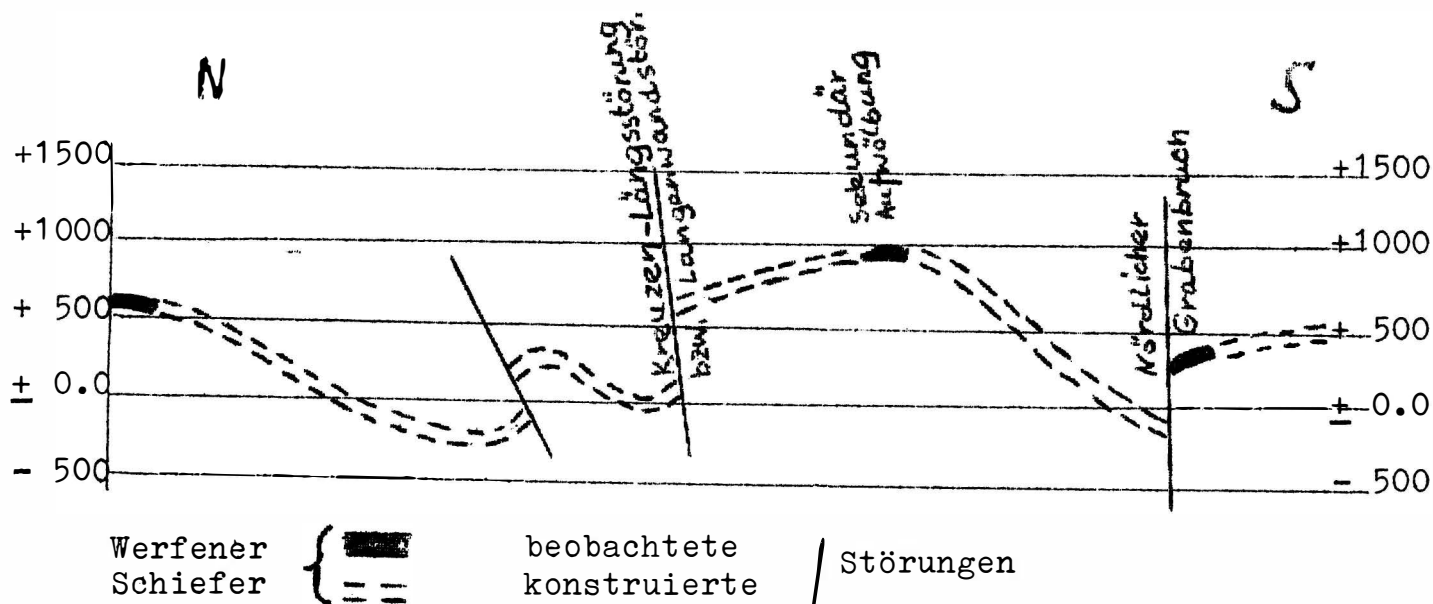 N
S
Kreuzen-Längsstörung
bzw. Langanwandstör.
Sekundär
Aufwölbung
Nördlicher
Grabenbruch
+1500
+1000
+ 500
± 0.0
- 500
+1500
+1000
+ 500
± 0.0
- 500
Werfener
Schiefer
beobachtete
konstruierte
Störungen